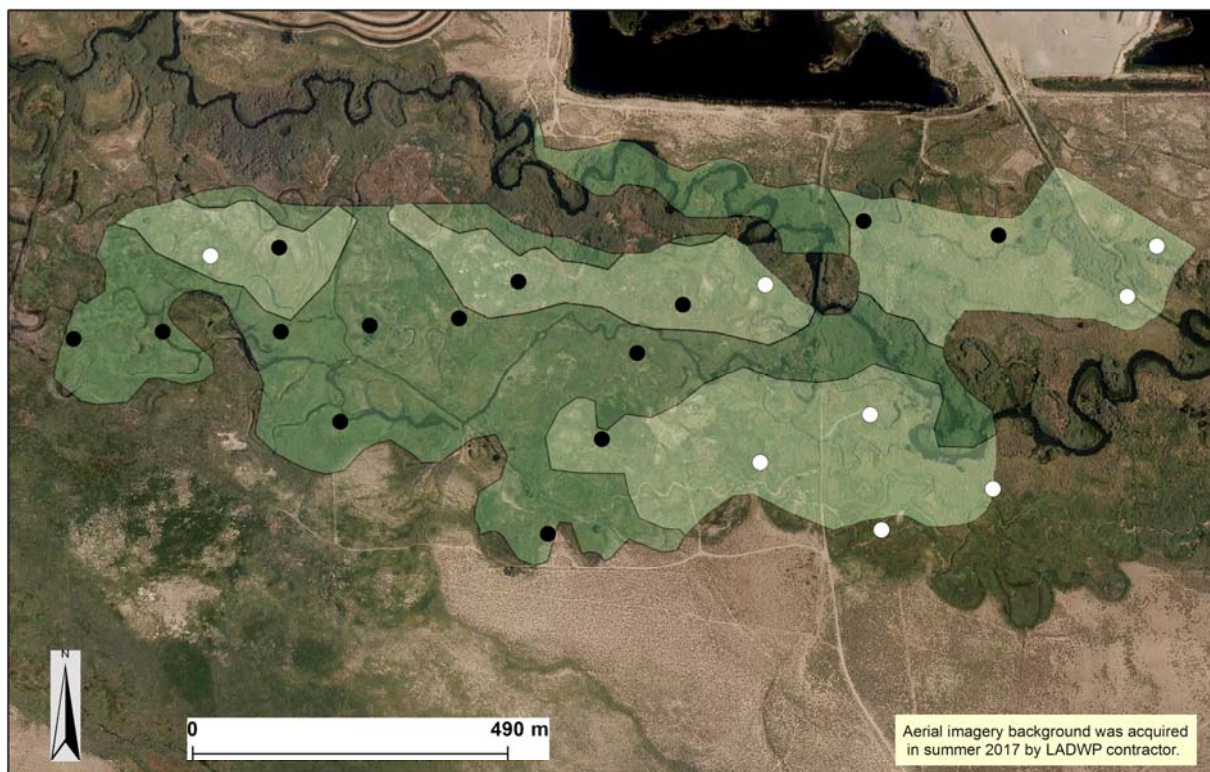 N
0
490 m
Aerial imagery background was acquired
in summer 2017 by LADWP contractor.